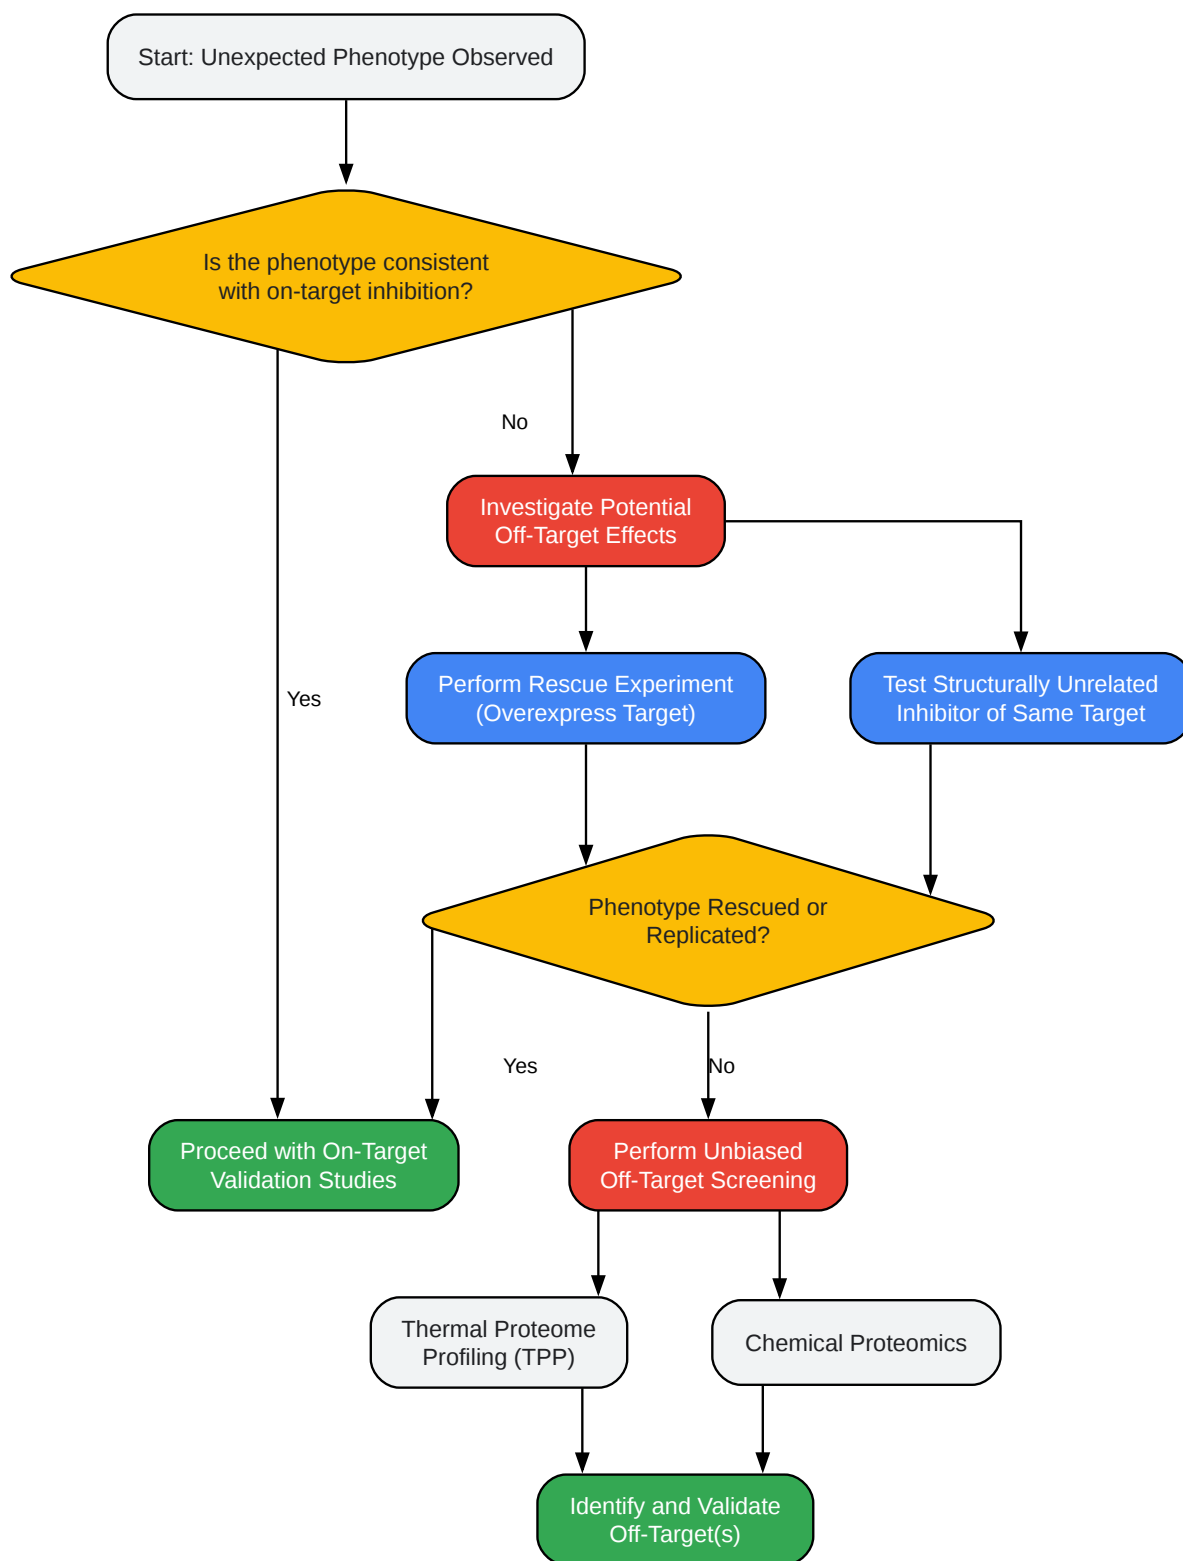 Start: Unexpected Phenotype Observed
Is the phenotype consistent
with on-target inhibition?
No
Investigate Potential
Off-Target Effects
Yes
Perform Rescue Experiment
(Overexpress Target)
Test Structurally Unrelated
Inhibitor of Same Target
Phenotype Rescued or
Replicated?
Yes
No
Proceed with On-Target
Validation Studies
Perform Unbiased
Off-Target Screening
Thermal Proteome
Profiling (TPP)
Chemical Proteomics
Identify and Validate
Off-Target(s)